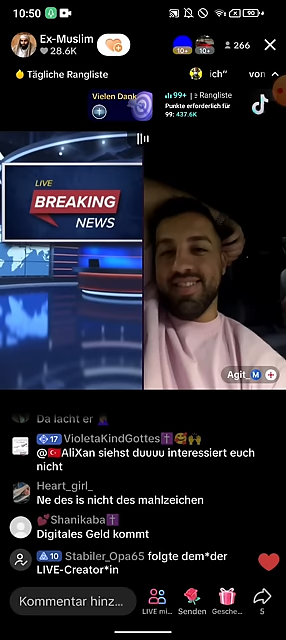 10:50
Ex-Muslim
28.6K
10+
10+
266
Tägliche Rangliste
ich“
von
Vielen Dank
99+ | Rangliste
Punkte erforderlich für
99: 437.6K
LIVE
BREAKING
NEWS
Agit_ M
Da lacht er
17 VioletaKindGottes✝️🥰🙌
@🇹🇷AliXan siehst duuuu interessiert euch
nicht
Heart_girl_
Ne des is nicht des mahlzeichen
💕Shanikaba✝️
Digitales Geld kommt
10 Stabiler_Opa65 folgte dem*der
LIVE-Creator*in
Kommentar hinz...
LIVE mi...
Senden
Gesche...
5